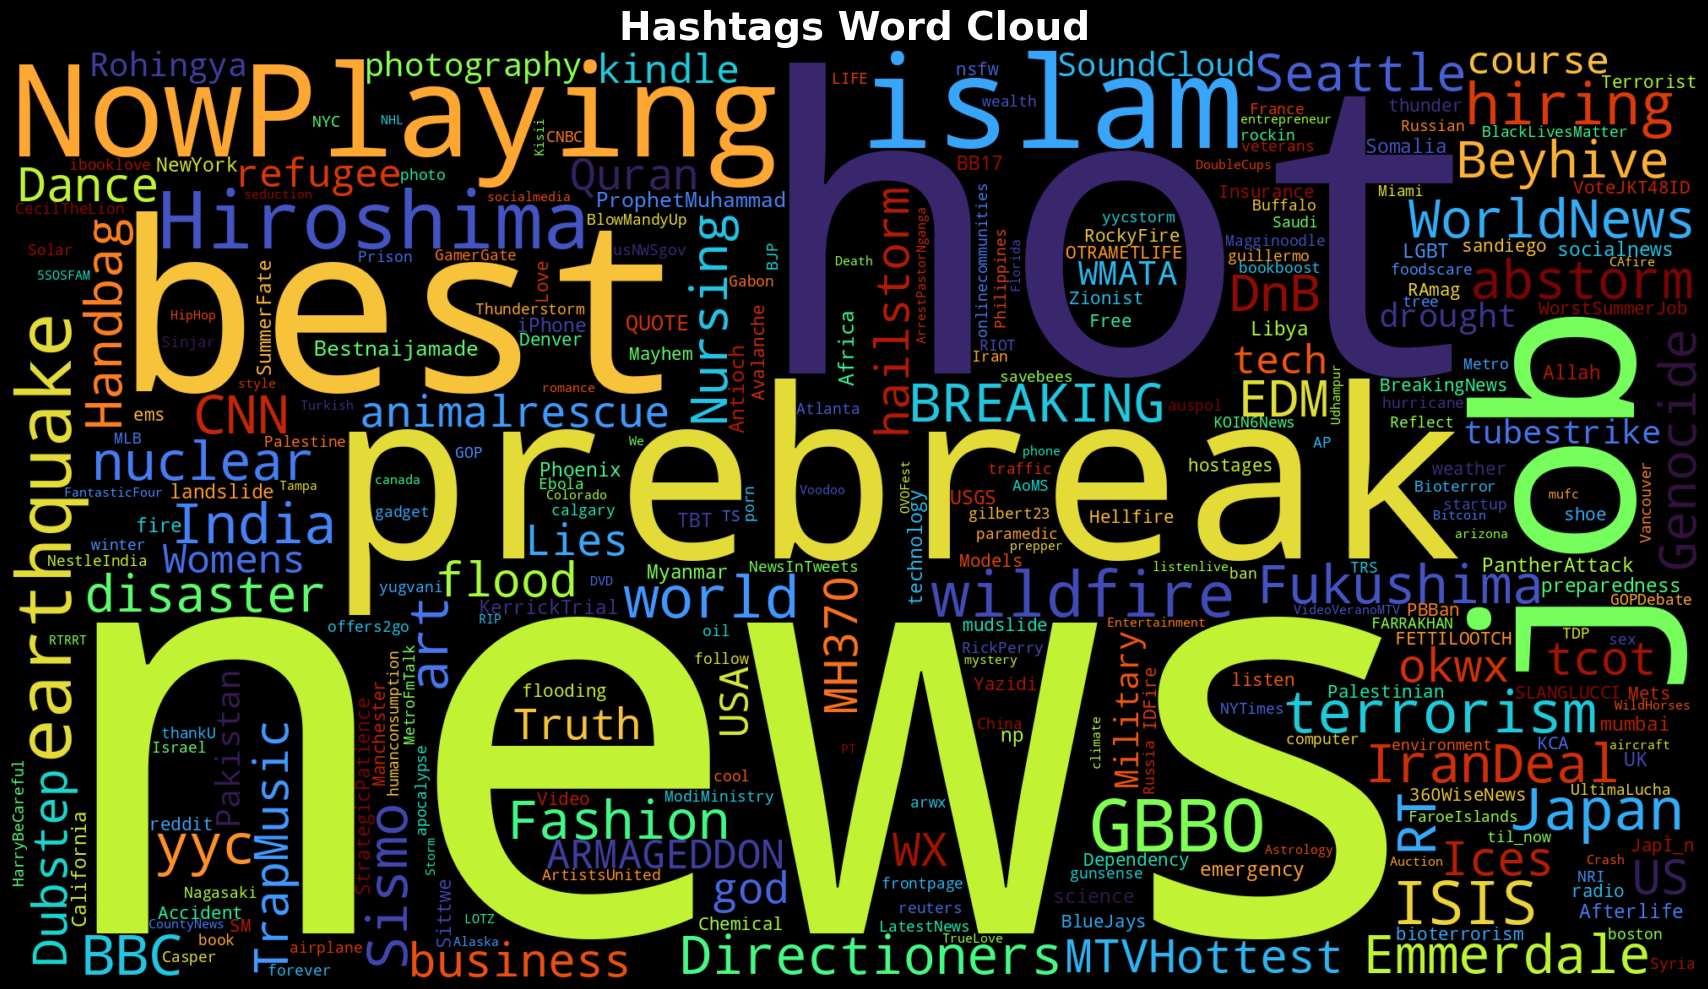 Hashtags Word Cloud
Rohingya
photography
kindle
NowPlaying
LIFE
islam
nsfw
SoundCloud
Seattle
course
Terrorist
wealth
France
thunder
hiring
NYC
NHL
Kisii
CNBC
entrepreneur
rockin
Russian
BlackLivesMatter
veterans
Somalia
ibooklove
NewYork
refugee
photo
Quran
BB17
DoubleCups
Beyhive
Dance
seduction
socialmedia
ProphetMuhammad
Insurance
Miami
VoteJKT48ID
hot
CecilTheLion
Hiroshima
BlowMandyUp
yycstorm
Buffalo
Saudi
WorldNews
Handbag
Solar
Prison
GamerGate
usNWSgov
Nursing
BJP
hailstorm
ArrestPastorNganga
onlinecommunities
Philippines
Florida
RockyFire
OTRAMETLIFE
Magginoodle
guillermo
LGBT
sandiego
socialnews
5SOSFAM
best
SummerFate
Love
Gabon
Death
WMATA
bookboost
foodscare
CAfire
HipHop
Thunderstorm
Zionist
DnB
RAmag
abstorm
iPhone
QUOTE
Free
tree
WorstSummerJob
Sinjar
Bestnaijamade
Denver
Mayhem
Antioch
Avalanche
Africa
RIOT
Iran
Libya
drought
earthquake
style
romance
savebees
tech
Metro
Allah
Genocide
ems
CNN
Turkish
animalrescue
Atlanta
BREAKING
auspol
EDM
Udhampur
BreakingNews
hurricane
job
MLB
Palestine
GOP
We
KOIN6News
AP
Reflect
tubestrike
nuclear
prebreak
Phoenix
phone
traffic
hostages
weather
FantasticFour
landslide
Tampa
canada
Ebola
Colorado
Voodoo
OVOFest
USGS
AoMS
Bioterror
startup
mufc
fire
India
gadget
calgary
TBT
TS
porn
technology
gilbert23
Hellfire
Bitcoin
shoe
Vancouver
winter
Lies
paramedic
prepper
arizona
NestleIndia
Womens
Myanmar
NewsInTweets
Models
listenlive
ban
TRS
PantherAttack
disaster
yugvani
flood
DVD
world
wildfire
Fukushima
preparedness
KerrickTrial
VideoVeranoMTV
PBBan
GOPDebate
RTRRT
news
offers2go
art
RIP
oil
MH370
mudslide
Entertainment
FARRAKHAN
FETTILOOTCH
TDP
sex
RickPerry
mystery
okwx
tcot
follow
Pakistan
humanconsumption
MetroFmTalk
flooding
USA
Yazidi
Military
listen
Palestinian
SLANGLUCCI
Mets
WildHorses
thankU
Israel
Truth
China
np
IDFire
Russia
NYTimes
terrorism
mumbai
HarryBeCareful
Dubstep
TrapMusic
Manchester
StrategicPatience
PT
climate
computer
environment
KCA
aircraft
cool
IranDeal
UK
California
reddit
apocalypse
Video
ModiMinistry
arwx
360WiseNews
UltimaLucha
yyc
Fashion
GBBO
RT
FaroeIslands
Japan
til_now
Storm
ARMAGEDDON
WX
Dependency
Astrology
Auction
Ices
Japì_n
Nagasaki
Sismo
ArtistsUnited
god
frontpage
gunsense
emergency
Crash
NRI
US
Accident
Sittwe
science
ISIS
radio
CountyNews
SM
LOTZ
Chemical
reuters
LatestNews
BlueJays
Afterlife
BBC
book
Alaska
TrueLove
bioterrorism
boston
Casper
airplane
forever
business
Directioners
MTVHottest
Emmerdale
Syria